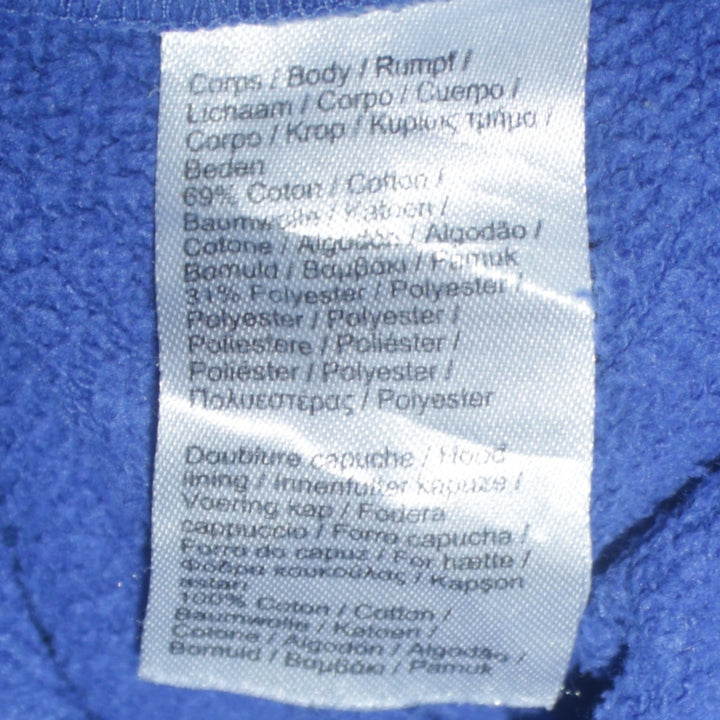 Corps / Body / Rumpf /
Lichaam / Corpo / Cuerpo /
Corpo / Krop / Κυρίως τμήμα /
Beden
69% Coton / Cotton /
Baumwolle / Katoen /
Cotone / Algodón / Algodão /
Bomuld / Βαμβάκι / Pamuk
31% Polyester / Polyester /
Polyester / Polyester /
Poliestere / Poliéster /
Poliéster / Polyester /
Πολυεστέρας / Polyester
Doublure capuche / Hood
lining / Innenfutter kapuze /
Voering kap / Fodera
cappuccio / Forro capucha /
Forro do capuz / For hætte /
Φόδρα κουκούλας / Kapşon
astarı
100% Coton / Cotton /
Baumwolle / Katoen /
Cotone / Algodón / Algodão /
Bomuld / Βαμβάκι / Pamuk